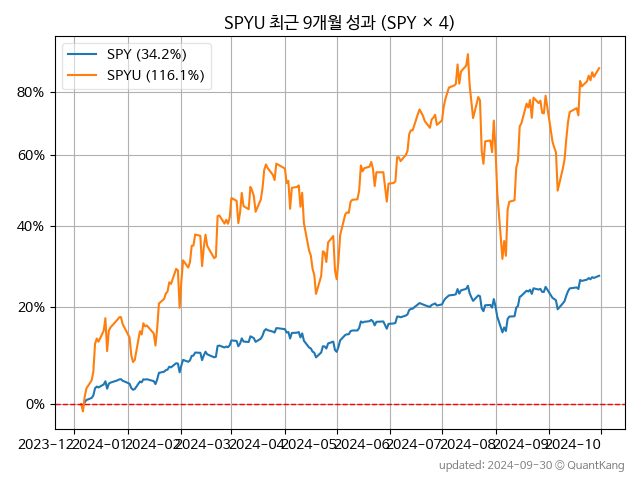 SPYU 최근 9개월 성과 (SPY × 4)
SPY (34.2%)
SPYU (116.1%)
80%
60%
40%
20%
0%
2023-12 2024-01 2024-02 2024-03 2024-04 2024-05 2024-06 2024-07 2024-08 2024-09 2024-10
updated: 2024-09-30 © QuantKang